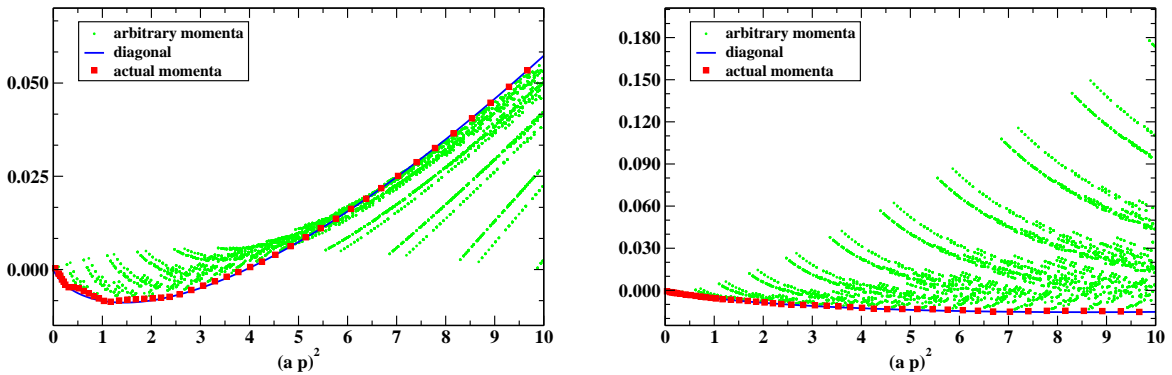 arbitrary momenta
diagonal
actual momenta
0.050
0.025
0.000
0 1 2 3 4 5 6 7 8 9 10
(a p)²
arbitrary momenta
diagonal
actual momenta
0.180
0.150
0.120
0.090
0.060
0.030
0.000
0 1 2 3 4 5 6 7 8 9 10
(a p)²